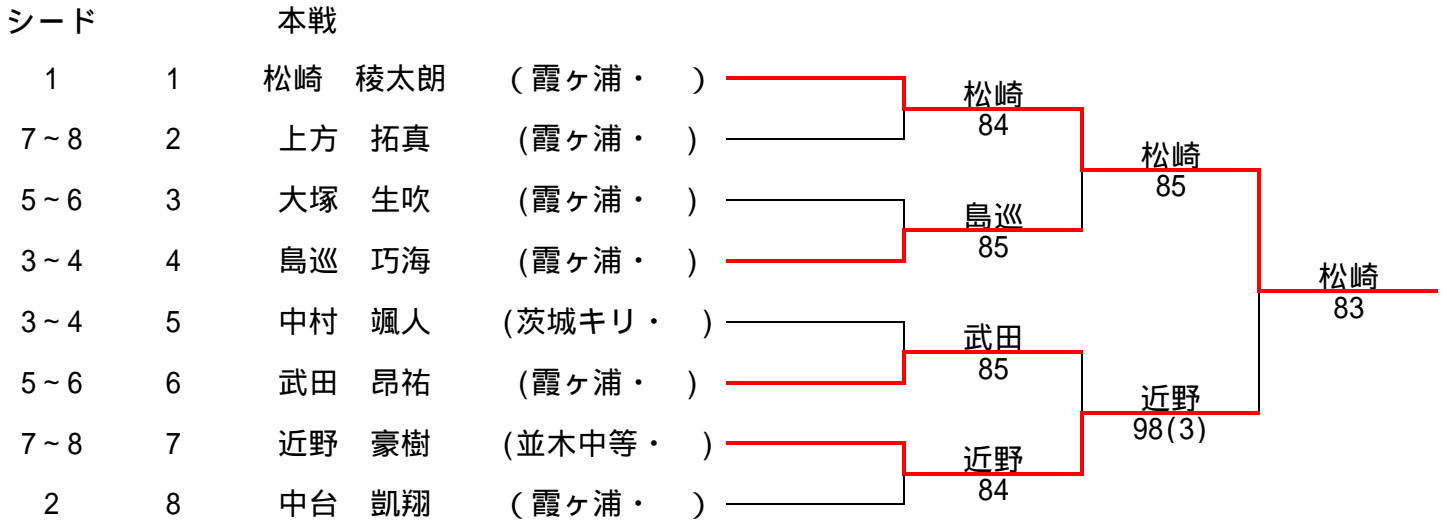 シード 本戦
1 1 松崎 稜太朗 (霞ヶ浦・ )
松崎
84
7~8 2 上方 拓真 (霞ヶ浦・ )
松崎
85
5~6 3 大塚 生吹 (霞ヶ浦・ )
島巡
85
3~4 4 島巡 巧海 (霞ヶ浦・ )
松崎
83
3~4 5 中村 颯人 (茨城キリ・ )
武田
85
5~6 6 武田 昂祐 (霞ヶ浦・ )
近野
98(3)
7~8 7 近野 豪樹 (並木中等・ )
近野
84
2 8 中台 凱翔 (霞ヶ浦・ )